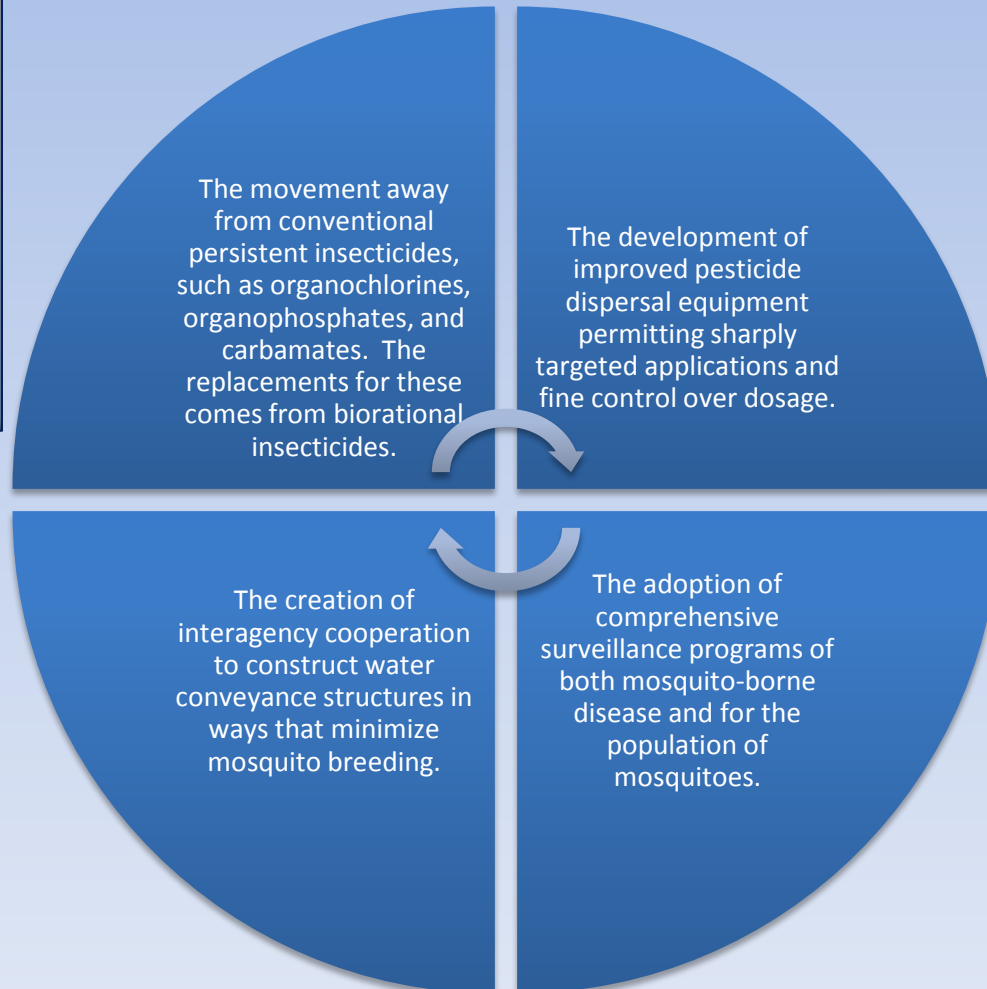 The movement away
from conventional
persistent insecticides,
such as organochlorines,
organophosphates, and
carbamates.  The
replacements for these
comes from biorational
insecticides.
The development of
improved pesticide
dispersal equipment
permitting sharply
targeted applications and
fine control over dosage.
The creation of
interagency cooperation
to construct water
conveyance structures in
ways that minimize
mosquito breeding.
The adoption of
comprehensive
surveillance programs of
both mosquito-borne
disease and for the
population of
mosquitoes.